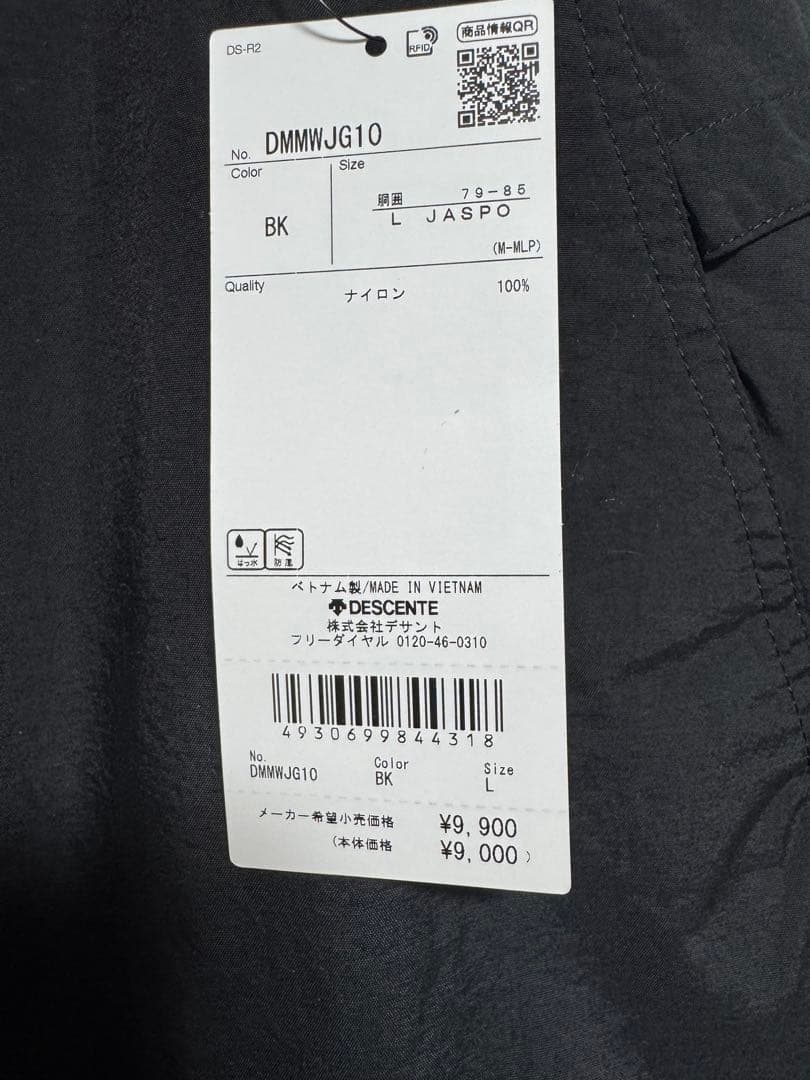 DS-R2
RFID
商品情報QR
No. DMMWJG10
Color
Size
BK
胴囲 79-85
L JASPO
(M-MLP)
Quality
ナイロン 100%
はっ水
防風
ベトナム製/MADE IN VIETNAM
DESCENTE
株式会社デサント
フリーダイヤル 0120-46-0310
4930699844318
No. Color Size
DMMWJG10 BK L
メーカー希望小売価格 ¥9,900
(本体価格 ¥9,000)